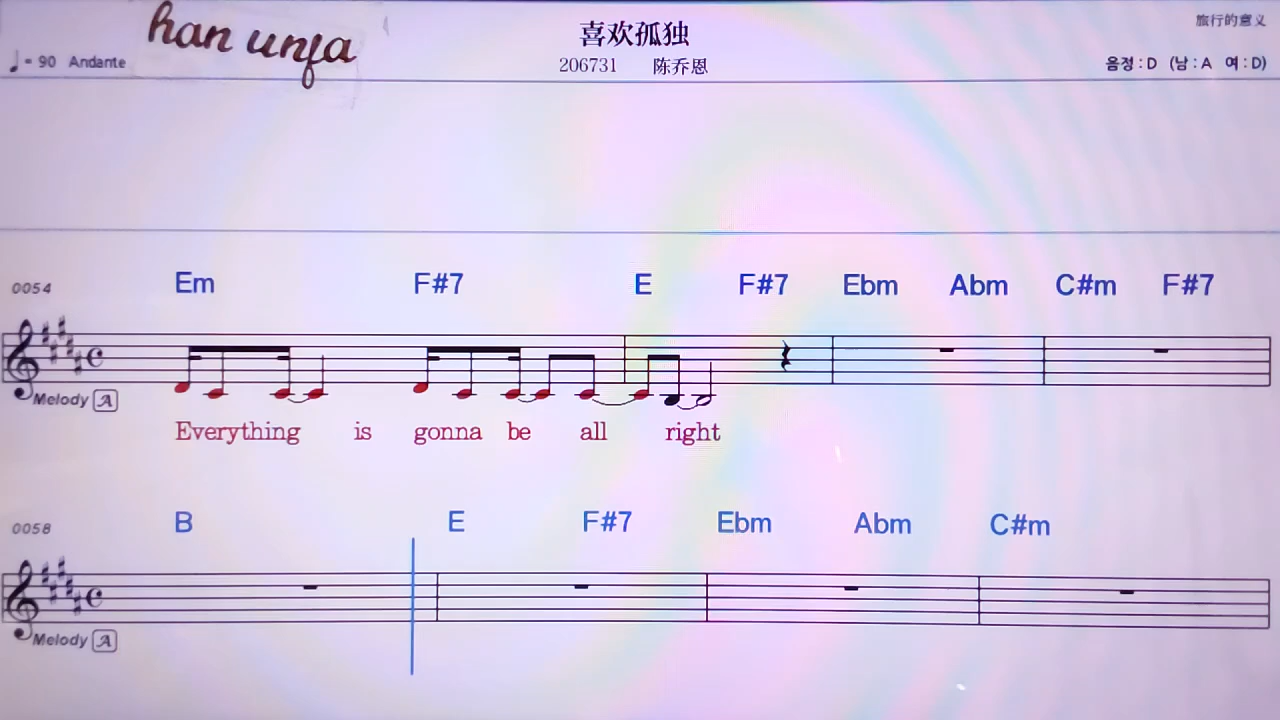 han unja
喜欢孤独
旅行的意义
♩= 90 Andante
206731 陈乔恩
음정 : D (남 : A 여 : D)
0054 Em F#7 E F#7 Ebm Abm C#m F#7
Melody A
Everything is gonna be all right
0058 B E F#7 Ebm Abm C#m
Melody A